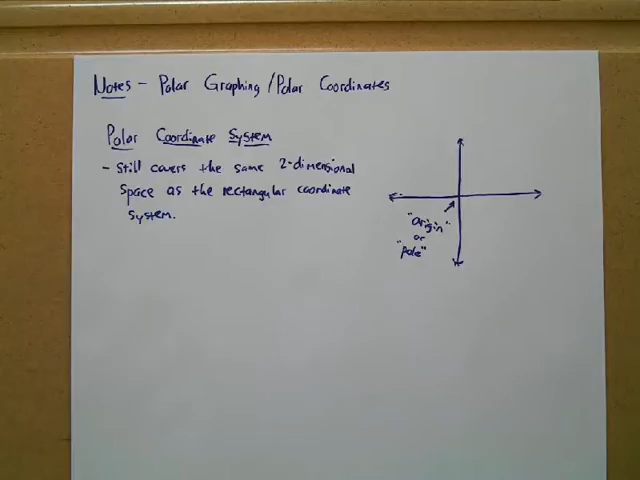 Notes - Polar Graphing/Polar Coordinates
Polar Coordinate System
- Still covers the same 2-dimensional
space as the rectangular coordinate
system.
"origin"
or
"pole"